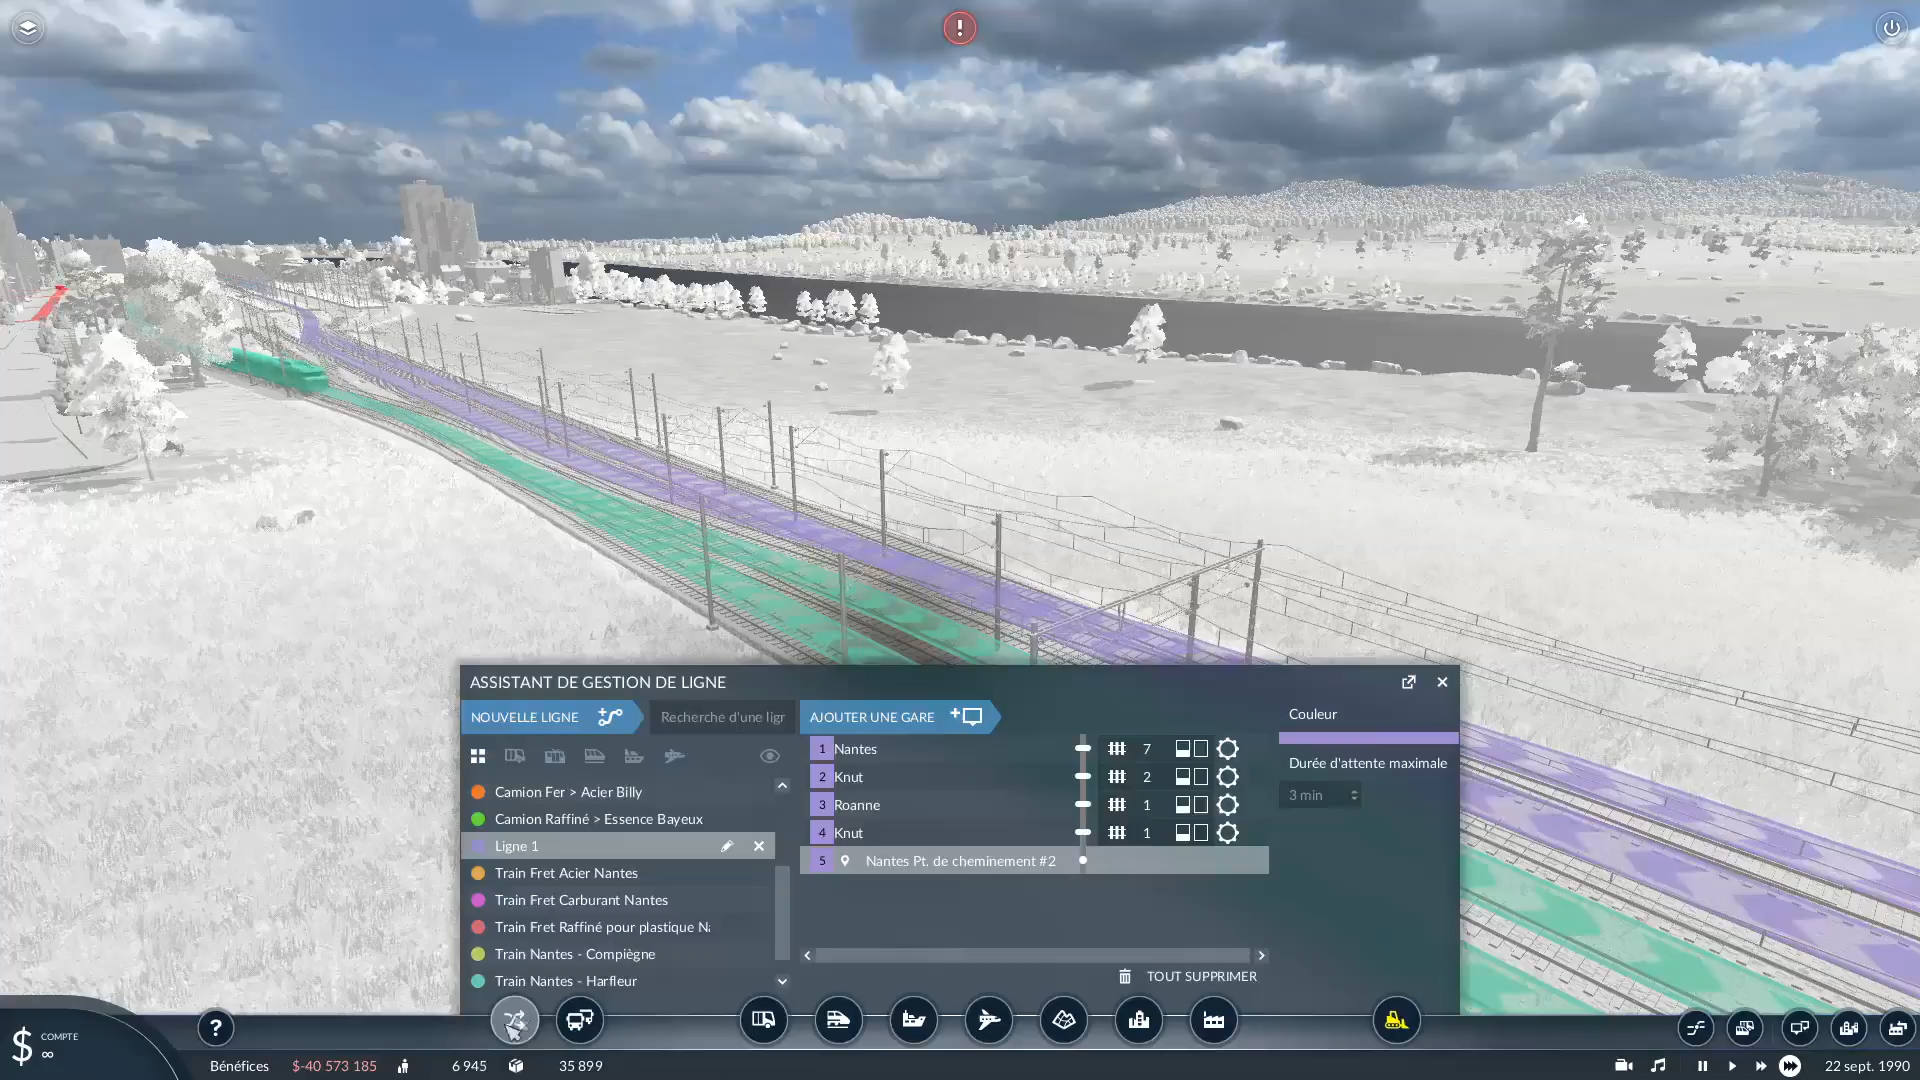 ASSISTANT DE GESTION DE LIGNE
NOUVELLE LIGNE
Recherche d'une ligr
AJOUTER UNE GARE
Couleur
Durée d'attente maximale
3 min
1 Nantes 7
2 Knut 2
3 Roanne 1
4 Knut 1
5 Nantes Pt. de cheminement #2
Camion Fer > Acier Billy
Camion Raffiné > Essence Bayeux
Ligne 1
Train Fret Acier Nantes
Train Fret Carburant Nantes
Train Fret Raffiné pour plastique Na
Train Nantes - Compiègne
Train Nantes - Harfleur
TOUT SUPPRIMER
$ COMPTE
∞
?
Bénéfices $-40 573 185 6 945 35 899
22 sept. 1990